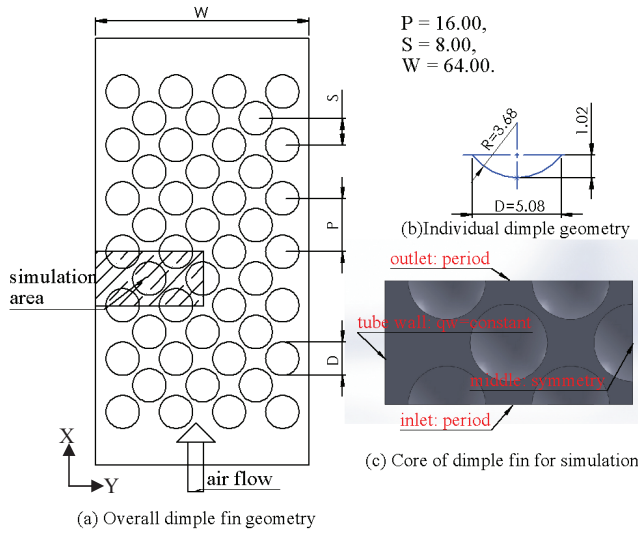 W
P = 16.00,
S = 8.00,
W = 64.00.
S
R=3.68
1.02
D=5.08
(b)Individual dimple geometry
P
outlet: period
simulation
area
tube wall: hw=constant
middle: symmetry
D
inlet: period
X
Y
air flow
(c) Core of dimple fin for simulation
(a) Overall dimple fin geometry